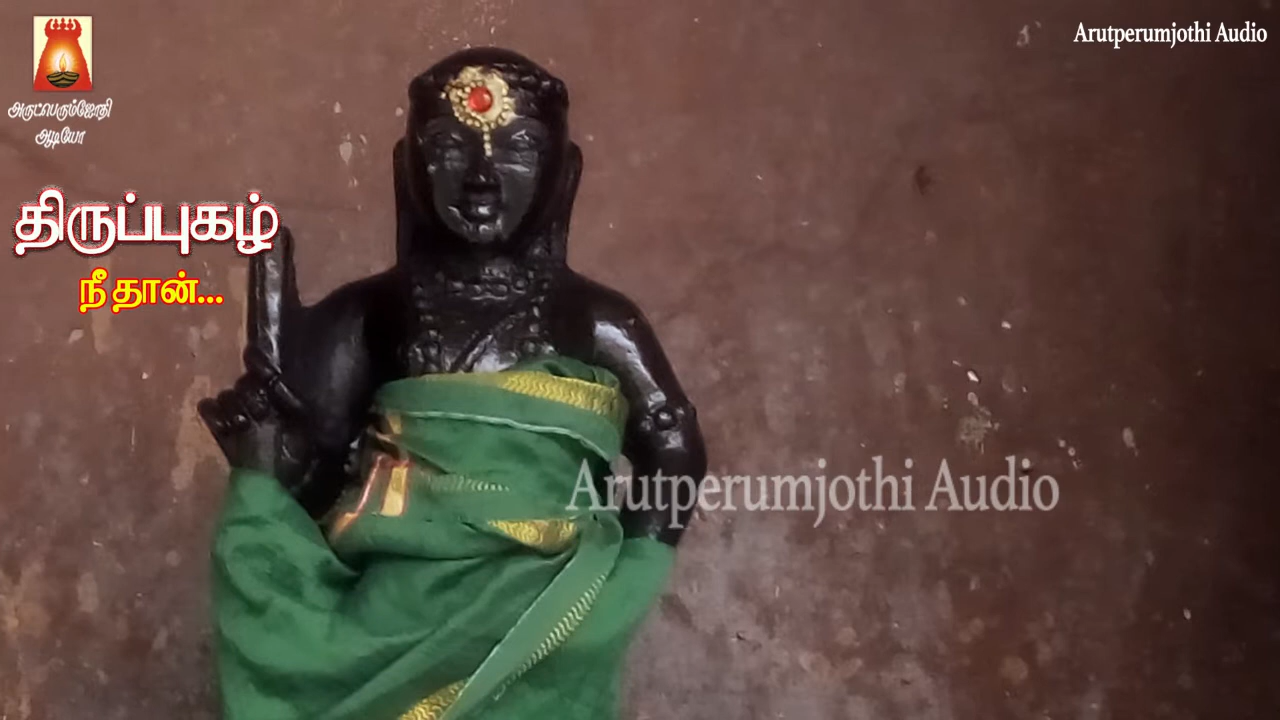 Arutperumjothi Audio
அருட்பெரும்ஜோதி
ஆடியோ
திருப்புகழ்
நீ தான்...
Arutperumjothi Audio